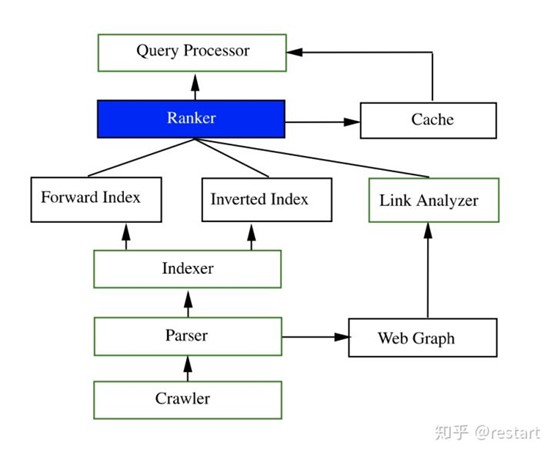 Query Processor
Ranker
Cache
Forward Index
Inverted Index
Link Analyzer
Indexer
Parser
Web Graph
Crawler
知乎 @restart